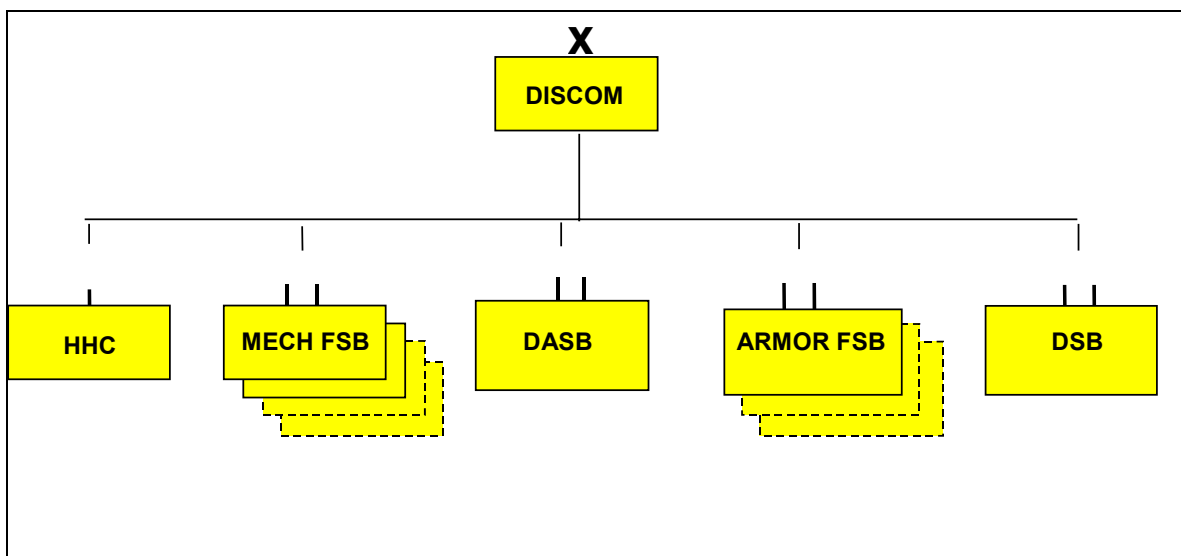 X
DISCOM
HHC
MECH FSB
DASB
ARMOR FSB
DSB